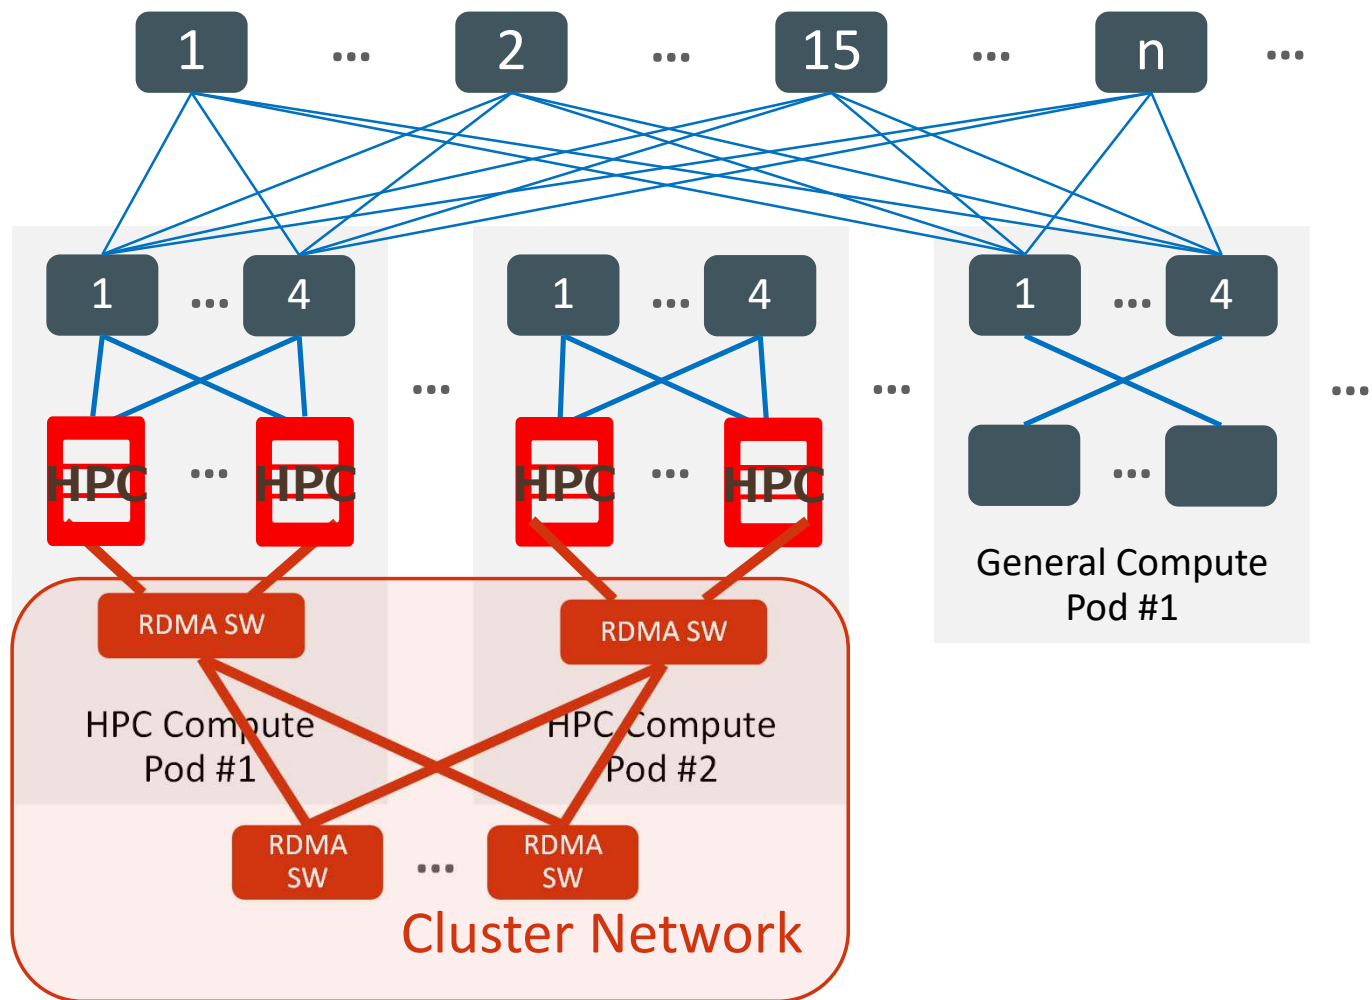 1 ... 2 ... 15 ... n ...
1 ... 4 1 ... 4 1 ... 4
... ... ...
HPC ... HPC HPC ... HPC ...
General Compute
Pod #1
RDMA SW RDMA SW
HPC Compute HPC Compute
Pod #1 Pod #2
RDMA RDMA
SW ... SW
Cluster Network